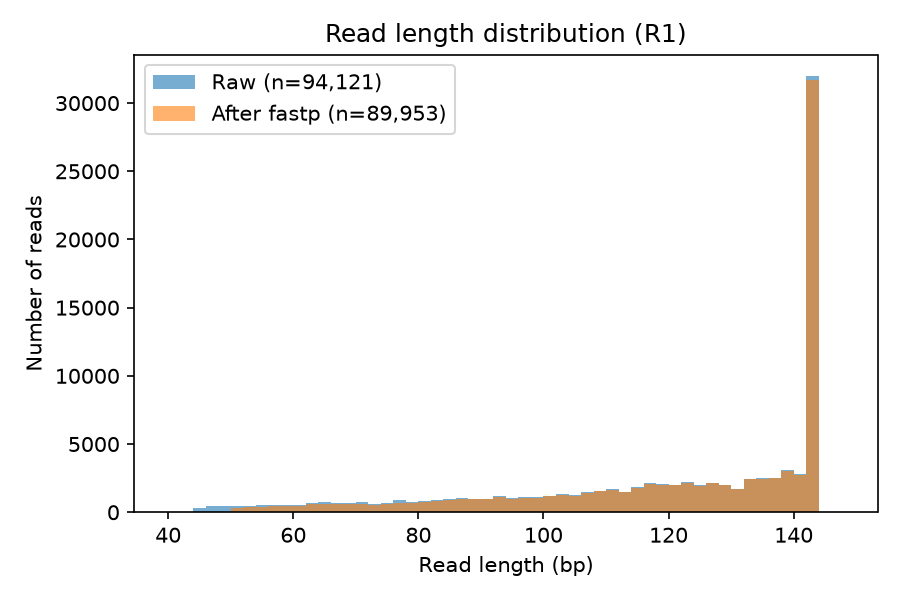 Read length distribution (R1)
Raw (n=94,121)
After fastp (n=89,953)
Number of reads
30000
25000
20000
15000
10000
5000
0
40 60 80 100 120 140
Read length (bp)